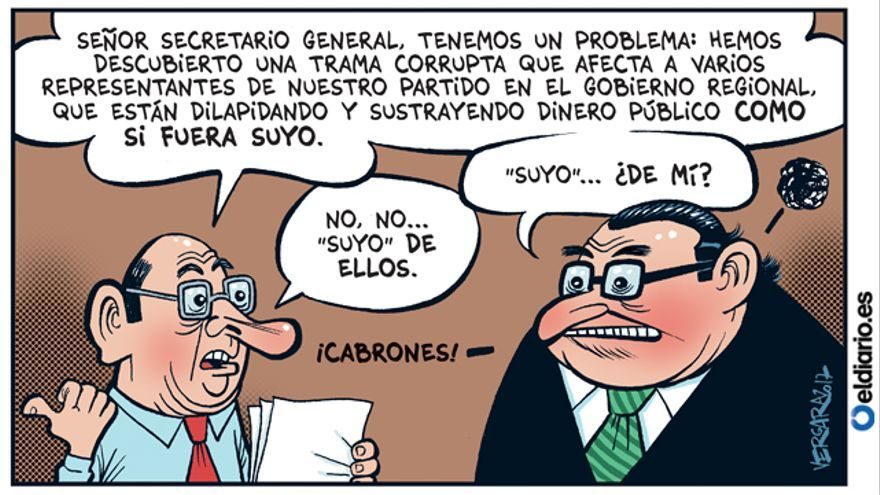 SEÑOR SECRETARIO GENERAL, TENEMOS UN PROBLEMA: HEMOS
DESCUBIERTO UNA TRAMA CORRUPTA QUE AFECTA A VARIOS
REPRESENTANTES DE NUESTRO PARTIDO EN EL GOBIERNO REGIONAL,
QUE ESTÁN DILAPIDANDO Y SUSTRAYENDO DINERO PÚBLICO COMO
SI FUERA SUYO.
"SUYO"... ¿DE MÍ?
NO, NO...
"SUYO" DE
ELLOS.
¡CABRONES!
VERGARA2017
eldiario.es